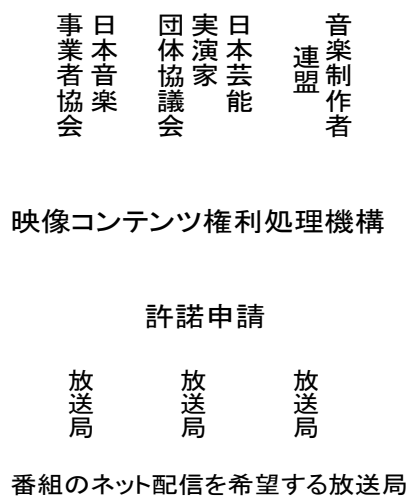 日本音楽
事業者協会
日本芸能
実演家
団体協議会
音楽制作者
連盟
映像コンテンツ権利処理機構
許諾申請
放送局
放送局
放送局
番組のネット配信を希望する放送局